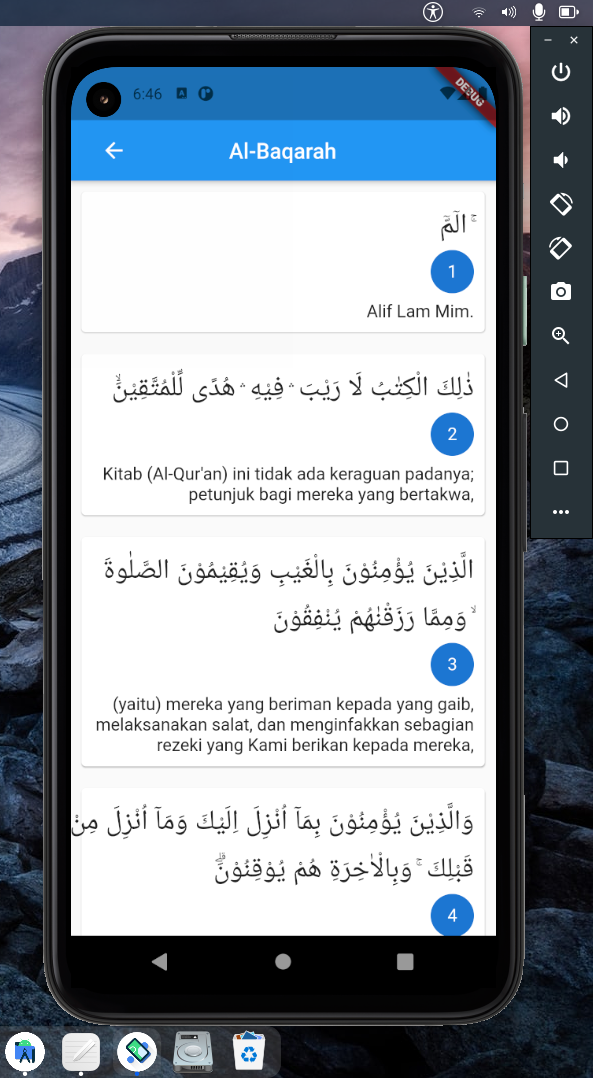 6:46
DEBUG
Al-Baqarah
الۤمّۤ ۚ
1
Alif Lam Mim.
ذٰلِكَ الْكِتٰبُ لَا رَيْبَ ۛ فِيْهِ ۛ هُدًى لِّلْمُتَّقِيْنَۙ
2
Kitab (Al-Qur'an) ini tidak ada keraguan padanya;
petunjuk bagi mereka yang bertakwa,
الَّذِيْنَ يُؤْمِنُوْنَ بِالْغَيْبِ وَيُقِيْمُوْنَ الصَّلٰوةَ
وَمِمَّا رَزَقْنٰهُمْ يُنْفِقُوْنَ ۙ
3
(yaitu) mereka yang beriman kepada yang gaib,
melaksanakan salat, dan menginfakkan sebagian
rezeki yang Kami berikan kepada mereka,
وَالَّذِيْنَ يُؤْمِنُوْنَ بِمَآ اُنْزِلَ اِلَيْكَ وَمَآ اُنْزِلَ مِنْ
قَبْلِكَ ۚ وَبِالْاٰخِرَةِ هُمْ يُوْقِنُوْنَۗ
4